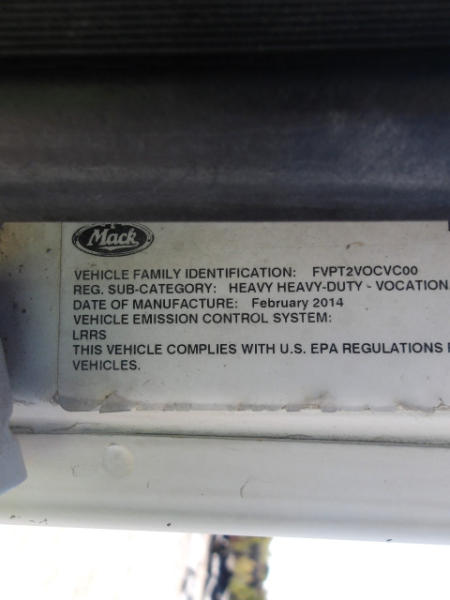 Mack
VEHICLE FAMILY IDENTIFICATION: FVPT2VOCVC00
REG. SUB-CATEGORY: HEAVY HEAVY-DUTY - VOCATION
DATE OF MANUFACTURE: February 2014
VEHICLE EMISSION CONTROL SYSTEM:
LRRS
THIS VEHICLE COMPLIES WITH U.S. EPA REGULATIONS
VEHICLES.